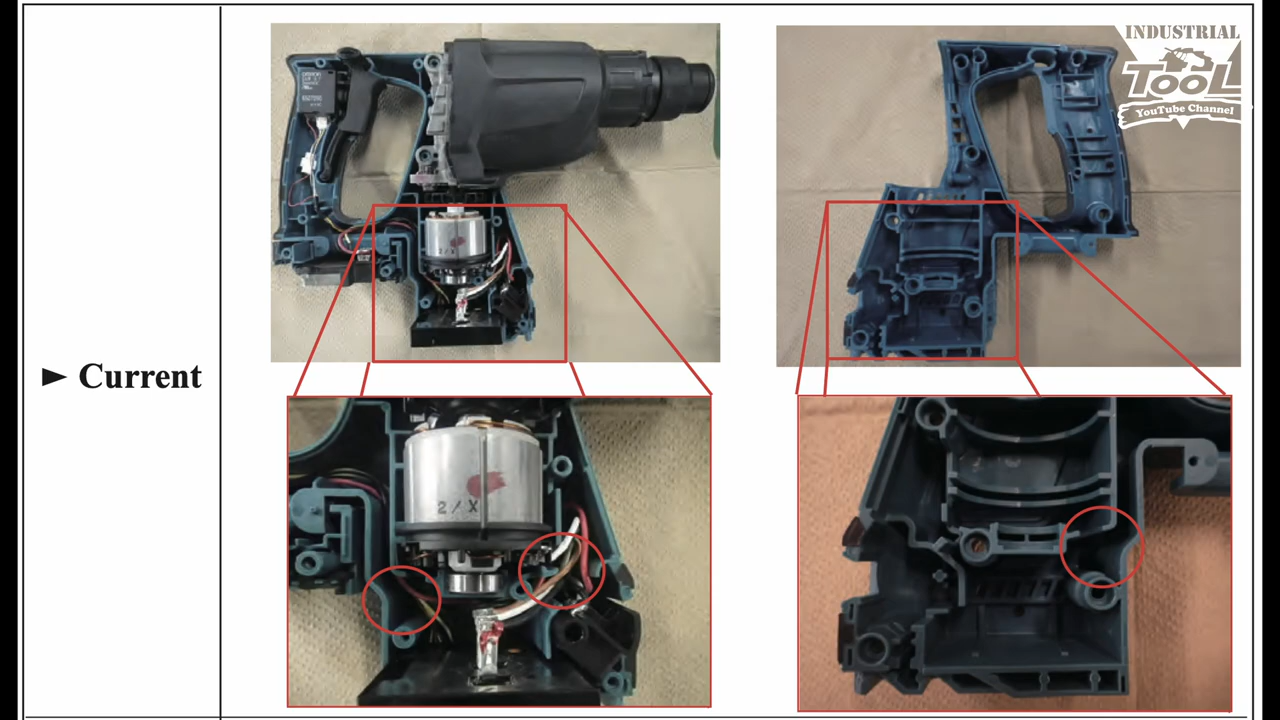 INDUSTRIAL
TOOL
YouTube Channel
► Current
2 / X